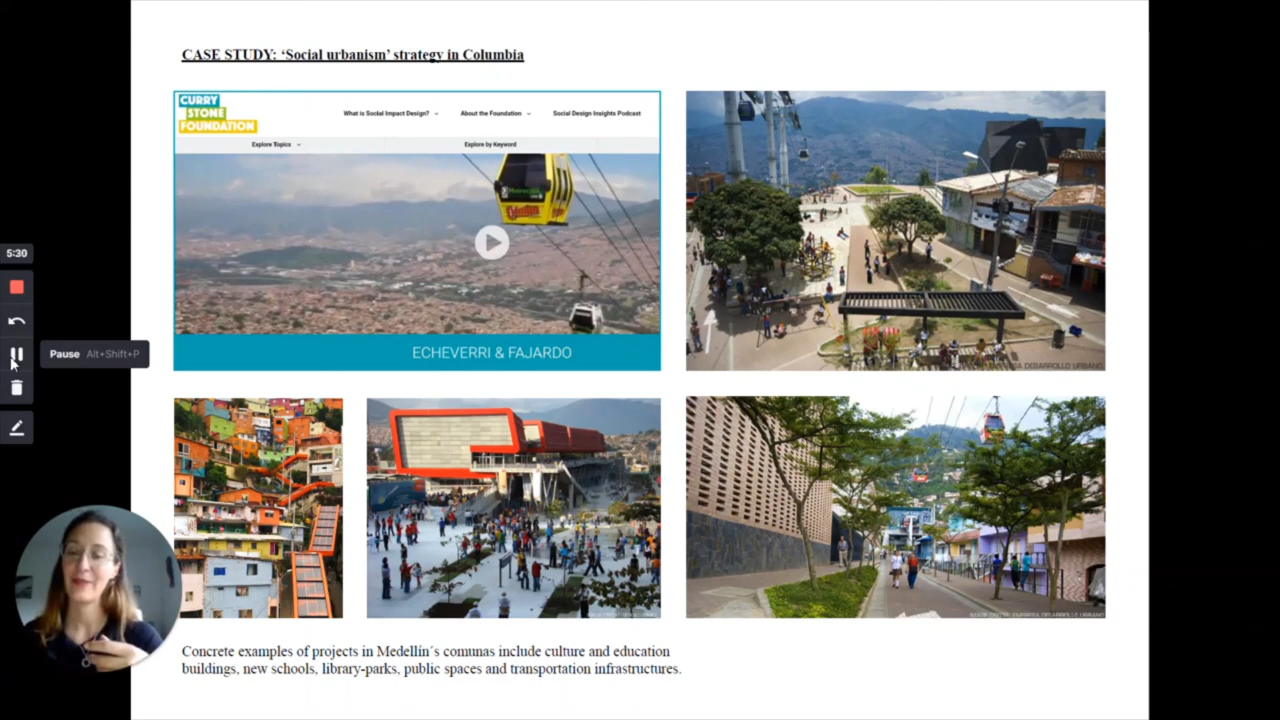 CASE STUDY: ‘Social urbanism’ strategy in Columbia
CURRY
STONE
FOUNDATION
What is Social Impact Design?
About the Foundation
Social Design Insights Podcast
Explore Topics
Explore by Keyword
ECHEVERRI & FAJARDO
5:30
Pause Alt+Shift+P
DESARROLLO URBANO
Concrete examples of projects in Medellín´s comunas include culture and education
buildings, new schools, library-parks, public spaces and transportation infrastructures.